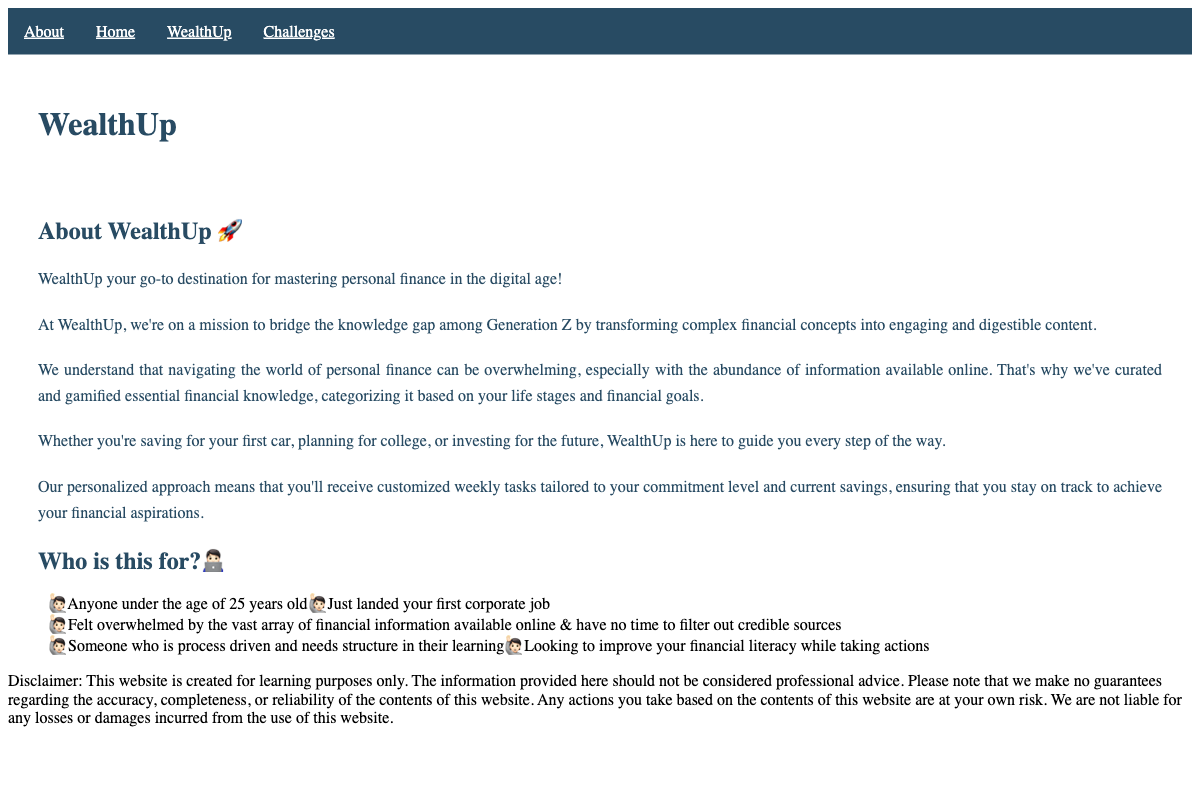 About Home WealthUp Challenges
WealthUp
About WealthUp 🚀
WealthUp your go-to destination for mastering personal finance in the digital age!
At WealthUp, we're on a mission to bridge the knowledge gap among Generation Z by transforming complex financial concepts into engaging and digestible content.
We understand that navigating the world of personal finance can be overwhelming, especially with the abundance of information available online. That's why we've curated
and gamified essential financial knowledge, categorizing it based on your life stages and financial goals.
Whether you're saving for your first car, planning for college, or investing for the future, WealthUp is here to guide you every step of the way.
Our personalized approach means that you'll receive customized weekly tasks tailored to your commitment level and current savings, ensuring that you stay on track to achieve
your financial aspirations.
Who is this for?🧑🏻‍💻
🙋🏻Anyone under the age of 25 years old🙋🏻Just landed your first corporate job
🙋🏻Felt overwhelmed by the vast array of financial information available online & have no time to filter out credible sources
🙋🏻Someone who is process driven and needs structure in their learning🙋🏻Looking to improve your financial literacy while taking actions
Disclaimer: This website is created for learning purposes only. The information provided here should not be considered professional advice. Please note that we make no guarantees
regarding the accuracy, completeness, or reliability of the contents of this website. Any actions you take based on the contents of this website are at your own risk. We are not liable for
any losses or damages incurred from the use of this website.